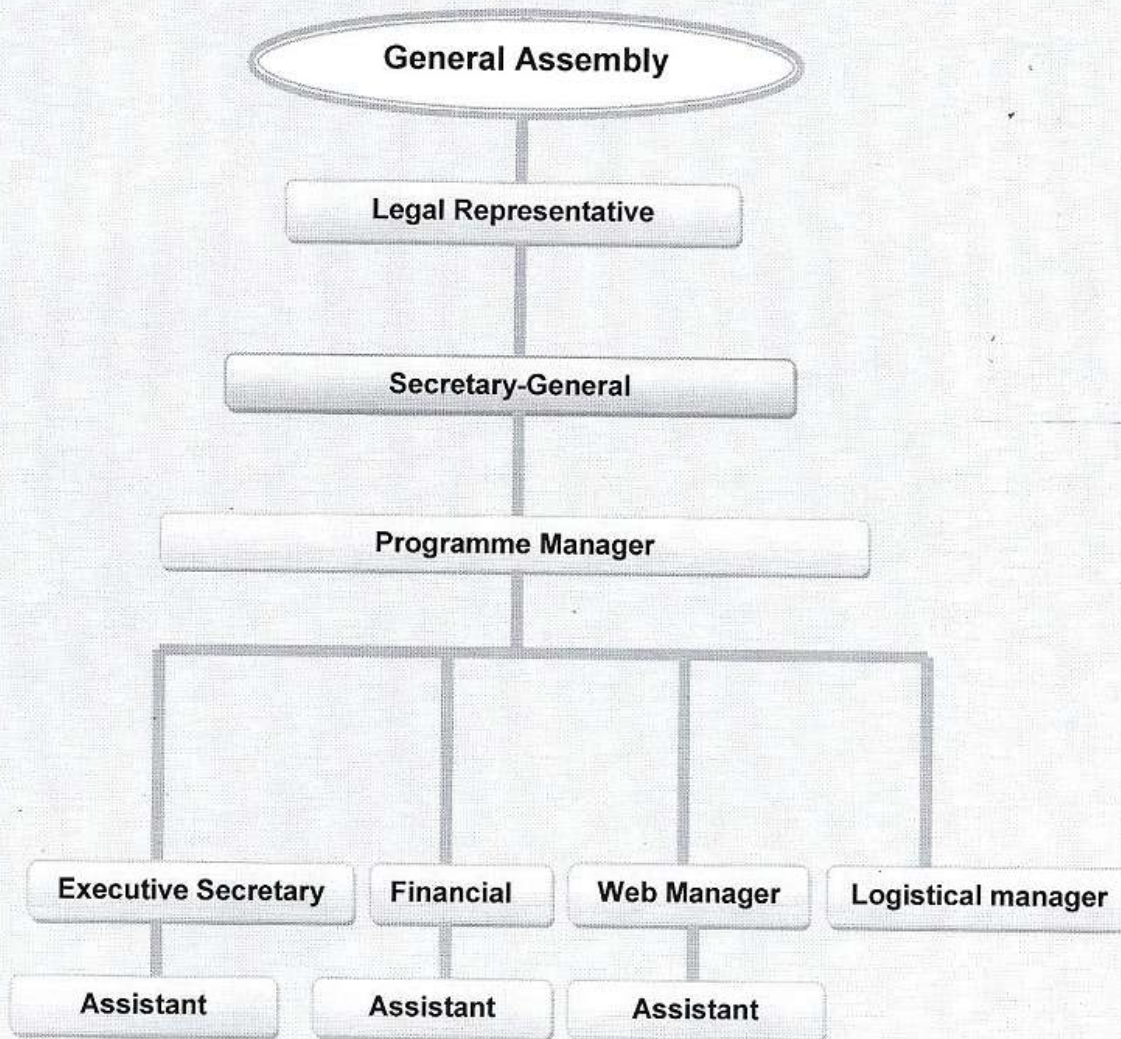 General Assembly
Legal Representative
Secretary-General
Programme Manager
Executive Secretary
Financial
Web Manager
Logistical manager
Assistant
Assistant
Assistant